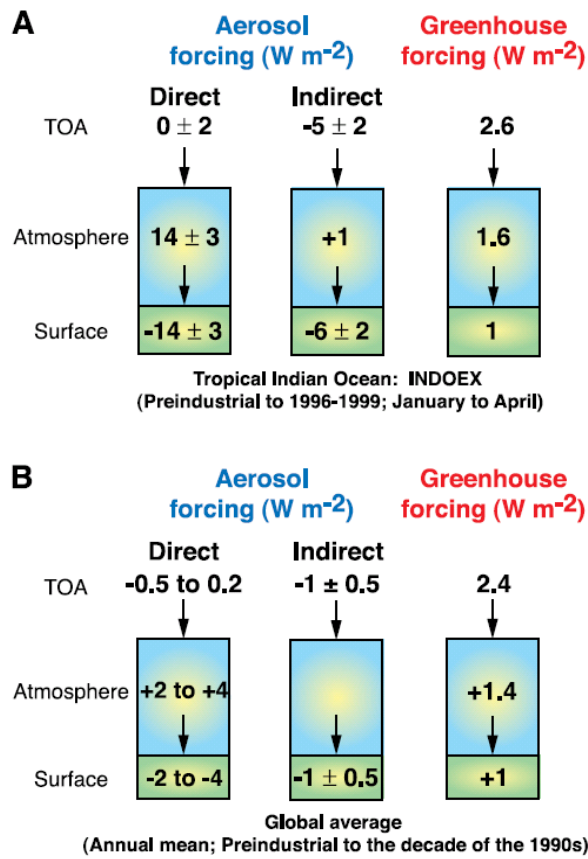 A
Aerosol Greenhouse
forcing (W m-2) forcing (W m-2)
Direct Indirect
TOA 0 ± 2 -5 ± 2 2.6
Atmosphere 14 ± 3 +1 1.6
Surface -14 ± 3 -6 ± 2 1
Tropical Indian Ocean: INDOEX
(Preindustrial to 1996-1999; January to April)
B
Aerosol Greenhouse
forcing (W m-2) forcing (W m-2)
Direct Indirect
TOA -0.5 to 0.2 -1 ± 0.5 2.4
Atmosphere +2 to +4 +1.4
Surface -2 to -4 -1 ± 0.5 +1
Global average
(Annual mean; Preindustrial to the decade of the 1990s)